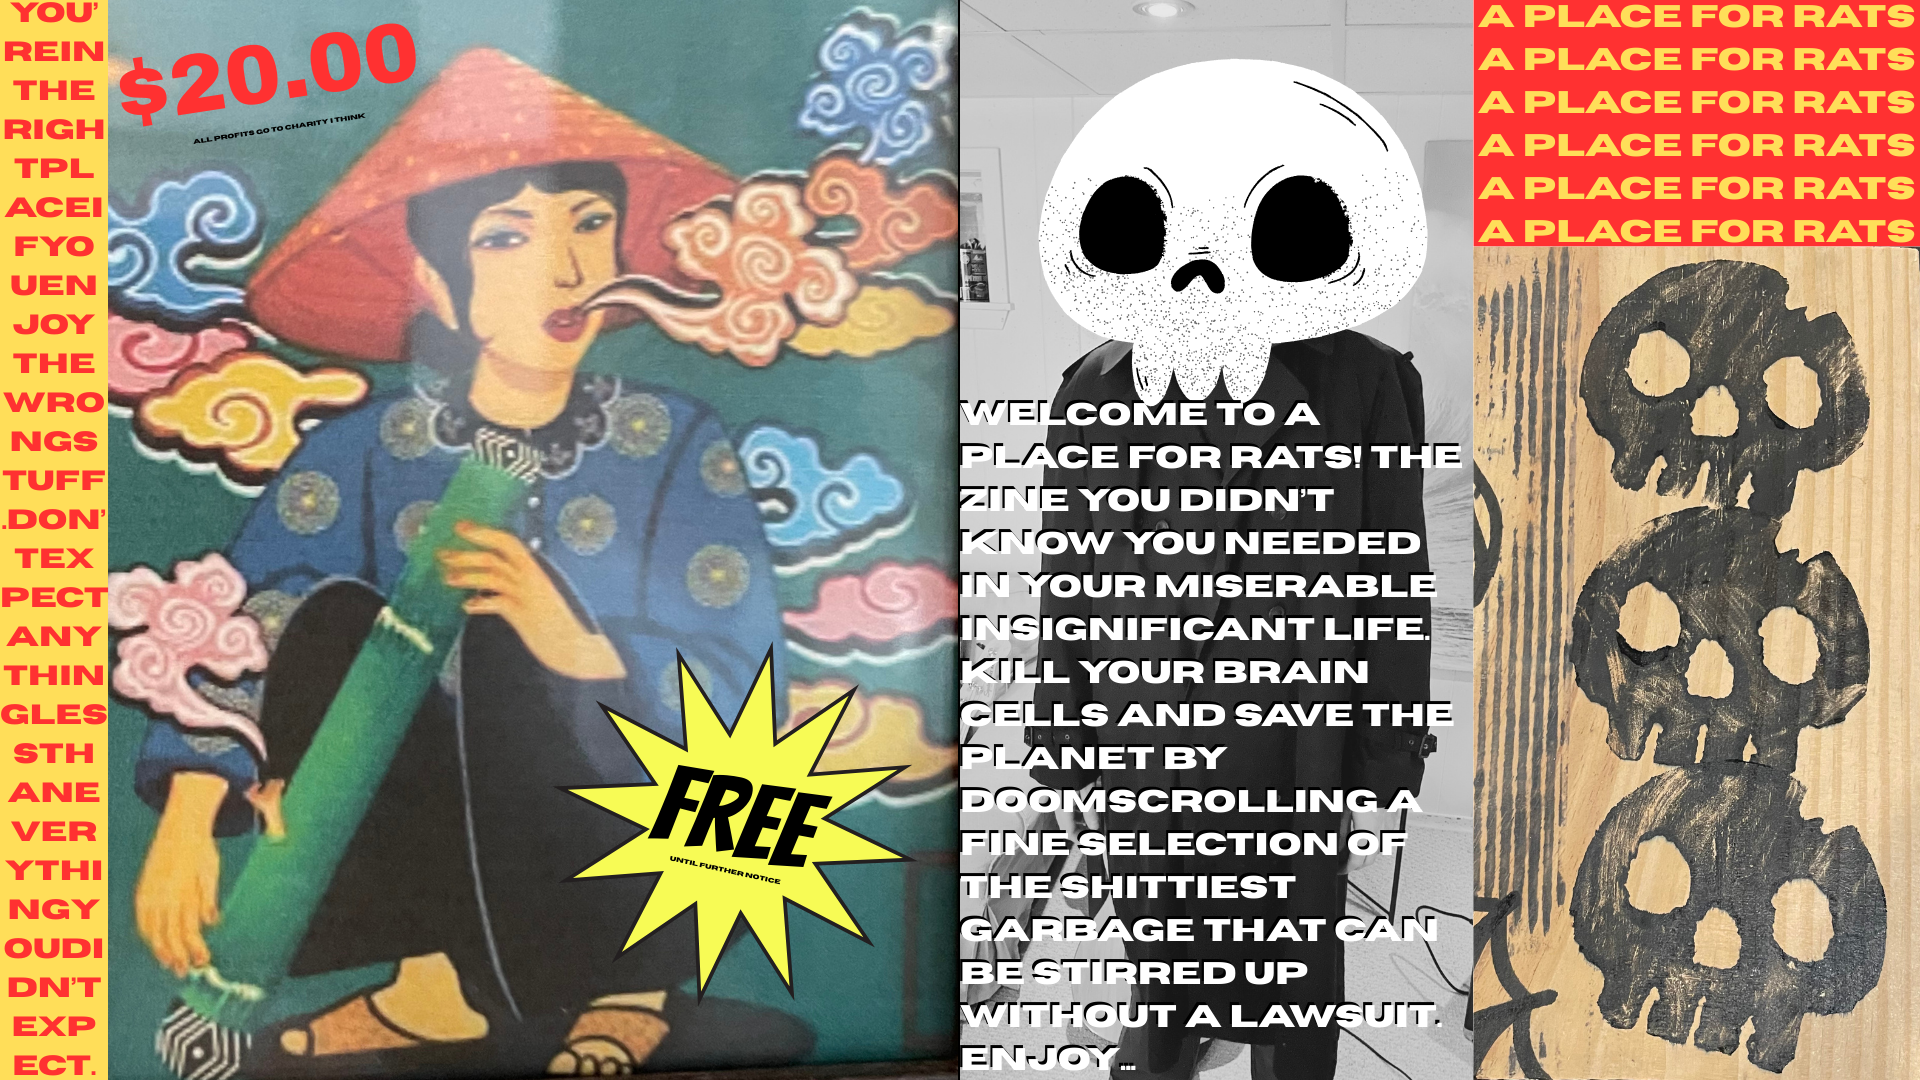 YOU'
REIN
THE
RIGH
TPL
ACEI
FYO
UEN
JOY
THE
WRO
NGS
TUFF
.DON'
TEX
PECT
ANY
THIN
GLES
STH
ANE
VER
YTHI
NGY
OUDI
DN'T
EXP
ECT.
$20.00
ALL PROFITS GO TO CHARITY I THINK
FREE
UNTIL FURTHER NOTICE
WELCOME TO A
PLACE FOR RATS! THE
ZINE YOU DIDN'T
KNOW YOU NEEDED
IN YOUR MISERABLE
INSIGNIFICANT LIFE.
KILL YOUR BRAIN
CELLS AND SAVE THE
PLANET BY
DOOMSCROLLING A
FINE SELECTION OF
THE SHITTIEST
GARBAGE THAT CAN
BE STIRRED UP
WITHOUT A LAWSUIT.
ENJOY...
A PLACE FOR RATS
A PLACE FOR RATS
A PLACE FOR RATS
A PLACE FOR RATS
A PLACE FOR RATS
A PLACE FOR RATS